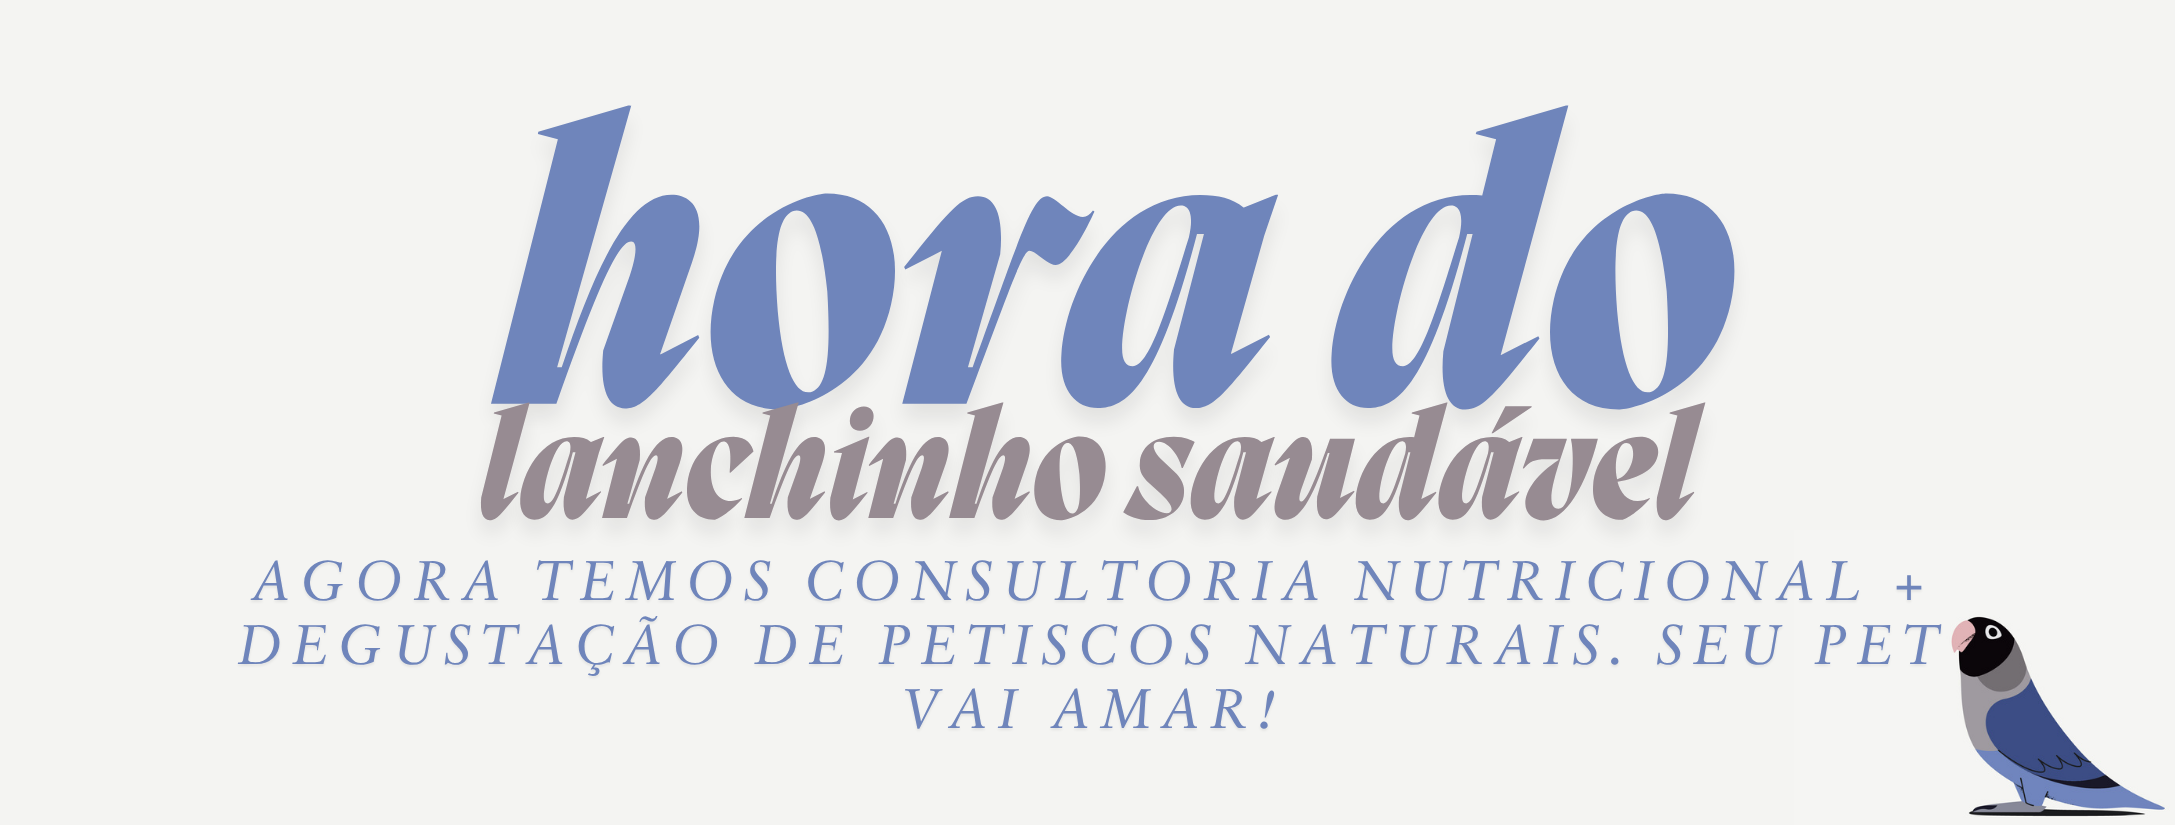 hora do
lanchinho saudável
AGORA TEMOS CONSULTORIA NUTRICIONAL +
DEGUSTAÇÃO DE PETISCOS NATURAIS. SEU PET
VAI AMAR!